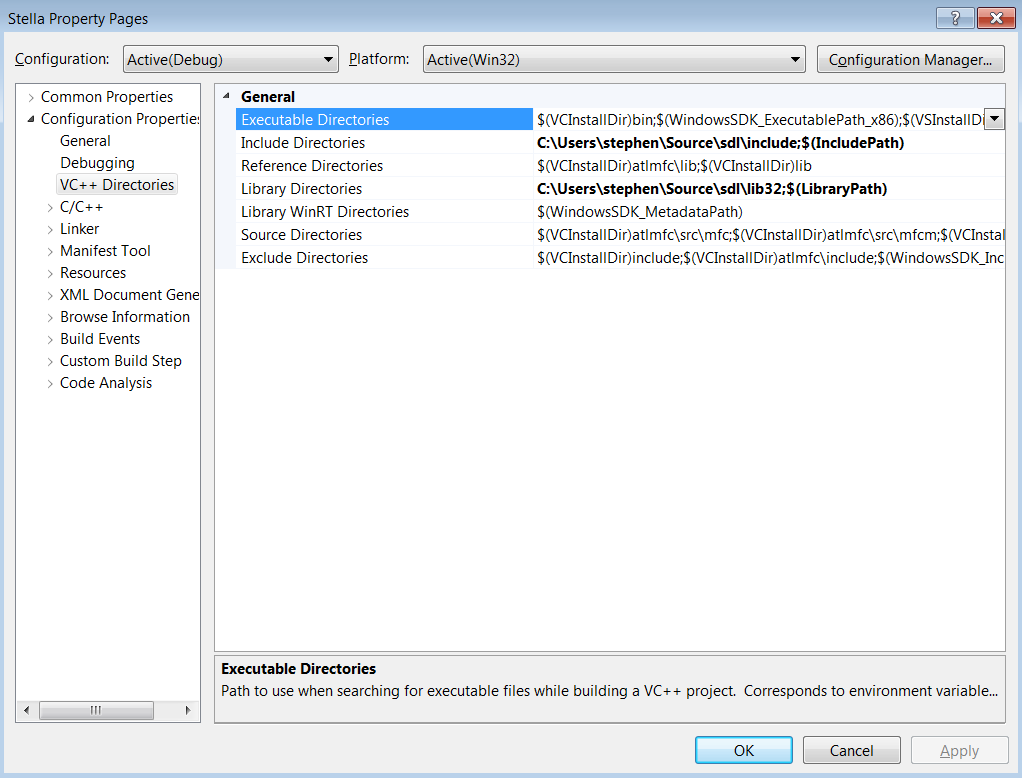 Stella Property Pages
Configuration: Active(Debug) Platform: Active(Win32) Configuration Manager...
Common Properties
Configuration Properties
General
Debugging
VC++ Directories
C/C++
Linker
Manifest Tool
Resources
XML Document Gene
Browse Information
Build Events
Custom Build Step
Code Analysis
General
Executable Directories $(VCInstallDir)bin;$(WindowsSDK_ExecutablePath_x86);$(VSInstallDi
Include Directories C:\Users\stephen\Source\sdl\include;$(IncludePath)
Reference Directories $(VCInstallDir)atlmfc\lib;$(VCInstallDir)lib
Library Directories C:\Users\stephen\Source\sdl\lib32;$(LibraryPath)
Library WinRT Directories $(WindowsSDK_MetadataPath)
Source Directories $(VCInstallDir)atlmfc\src\mfc;$(VCInstallDir)atlmfc\src\mfcm;$(VCInstal
Exclude Directories $(VCInstallDir)include;$(VCInstallDir)atlmfc\include;$(WindowsSDK_Inc
Executable Directories
Path to use when searching for executable files while building a VC++ project.  Corresponds to environment variable...
OK Cancel Apply